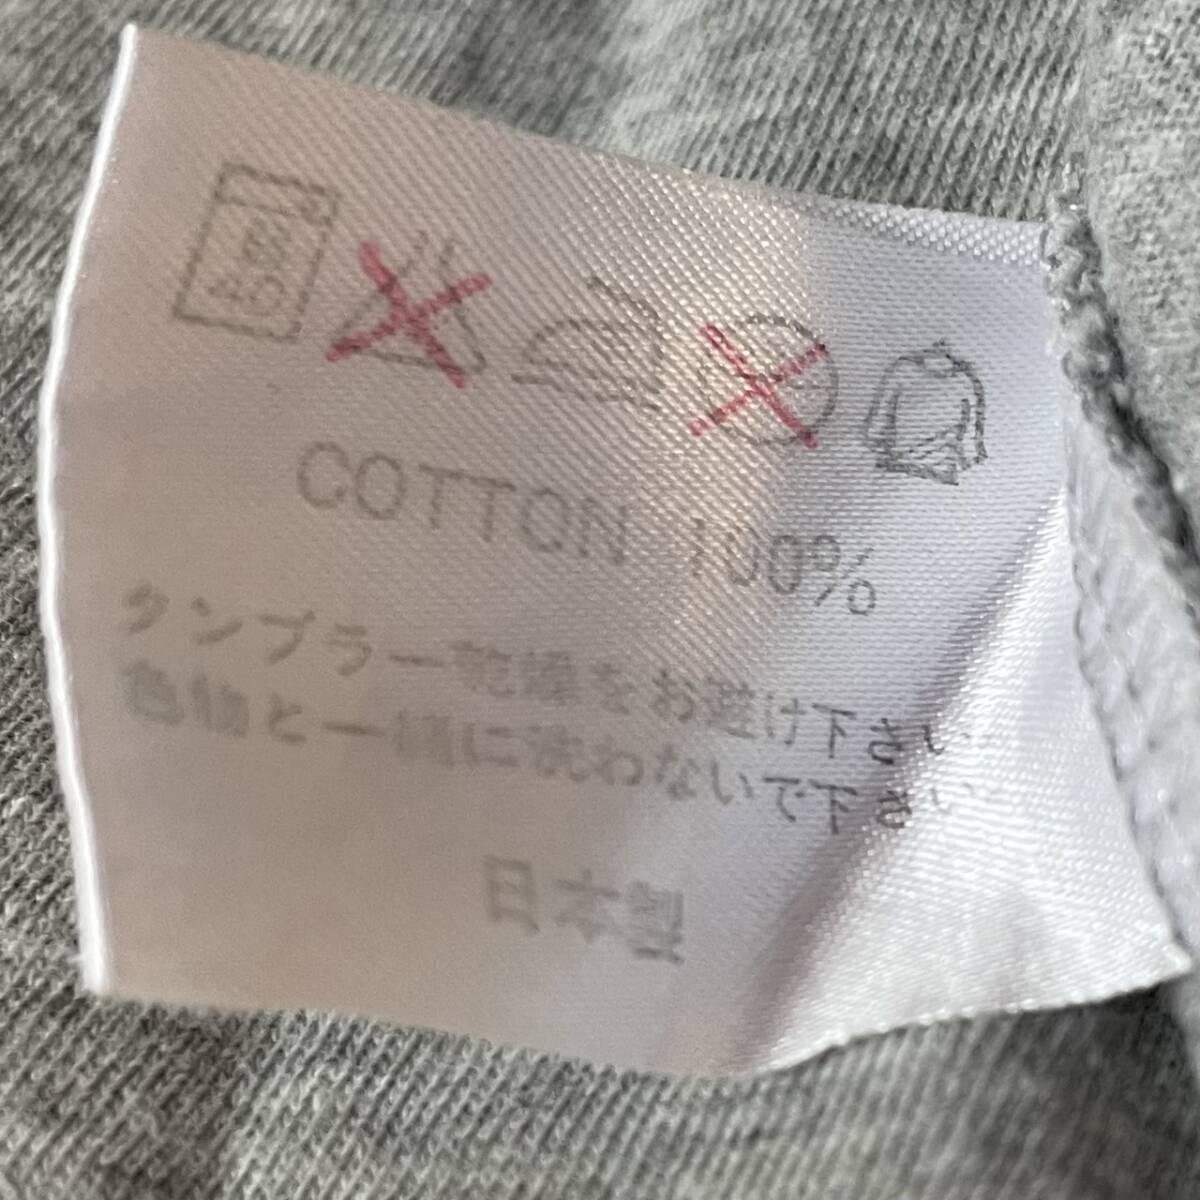 COTTON 100%
タンブラー乾燥をお避け下さい
色物と一緒に洗わないで下さい
日本製